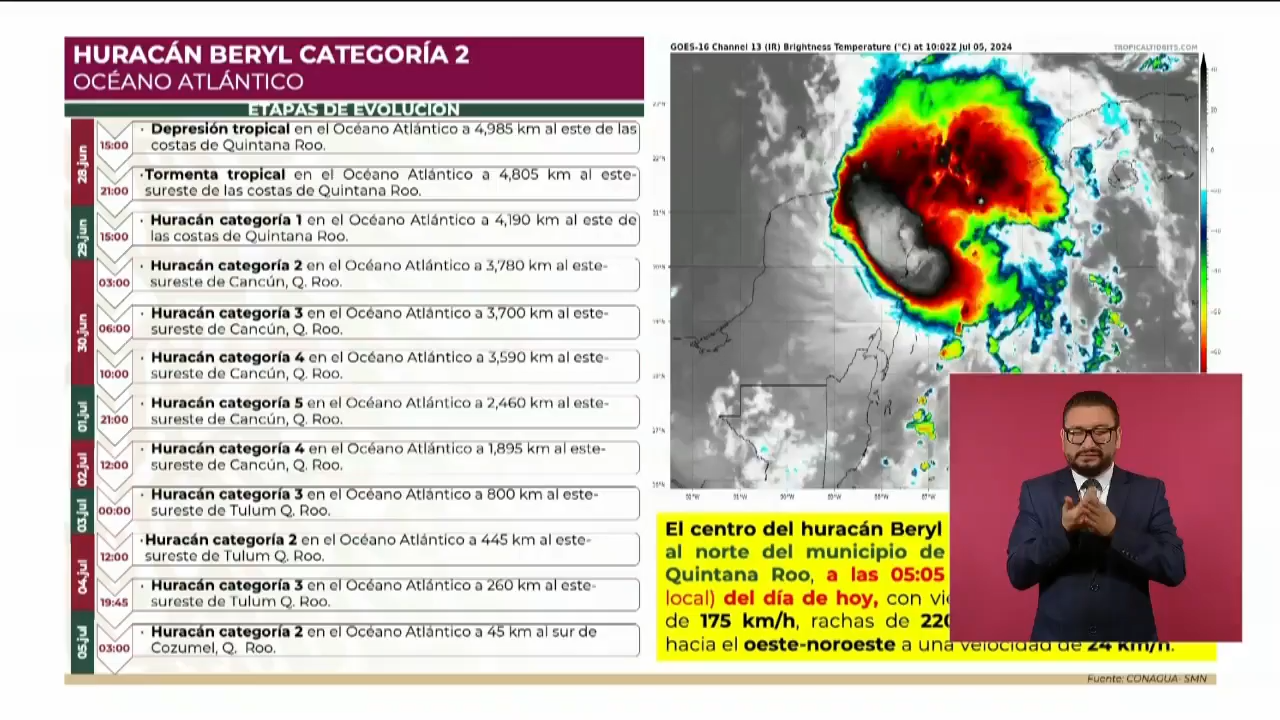 HURACÁN BERYL CATEGORÍA 2
OCÉANO ATLÁNTICO
ETAPAS DE EVOLUCIÓN
28.jun
15:00
· Depresión tropical en el Océano Atlántico a 4,985 km al este de las
costas de Quintana Roo.
21:00
·Tormenta tropical en el Océano Atlántico a 4,805 km al este-
sureste de las costas de Quintana Roo.
29.jun
15:00
· Huracán categoría 1 en el Océano Atlántico a 4,190 km al este de
las costas de Quintana Roo.
30.jun
03:00
· Huracán categoría 2 en el Océano Atlántico a 3,780 km al este-
sureste de Cancún, Q. Roo.
06:00
· Huracán categoría 3 en el Océano Atlántico a 3,700 km al este-
sureste de Cancún, Q. Roo.
10:00
· Huracán categoría 4 en el Océano Atlántico a 3,590 km al este-
sureste de Cancún, Q. Roo.
01.jul
21:00
· Huracán categoría 5 en el Océano Atlántico a 2,460 km al este-
sureste de Cancún, Q. Roo.
02.jul
12:00
· Huracán categoría 4 en el Océano Atlántico a 1,895 km al este-
sureste de Cancún, Q. Roo.
03.jul
00:00
· Huracán categoría 3 en el Océano Atlántico a 800 km al este-
sureste de Tulum Q. Roo.
04.jul
12:00
·Huracán categoría 2 en el Océano Atlántico a 445 km al este-
sureste de Tulum Q. Roo.
19:45
· Huracán categoría 3 en el Océano Atlántico a 260 km al este-
sureste de Tulum Q. Roo.
05.jul
03:00
· Huracán categoría 2 en el Océano Atlántico a 45 km al sur de
Cozumel, Q. Roo.
GOES-16 Channel 13 (IR) Brightness Temperature (°C) at 10:02Z Jul 05, 2024
TROPICALTIDBITS.COM
El centro del huracán Beryl
al norte del municipio de
Quintana Roo, a las 05:05
local) del día de hoy, con
de 175 km/h, rachas de 220
hacia el oeste-noroeste a una velocidad de 24 km/h.
Fuente: CONAGUA- SMN